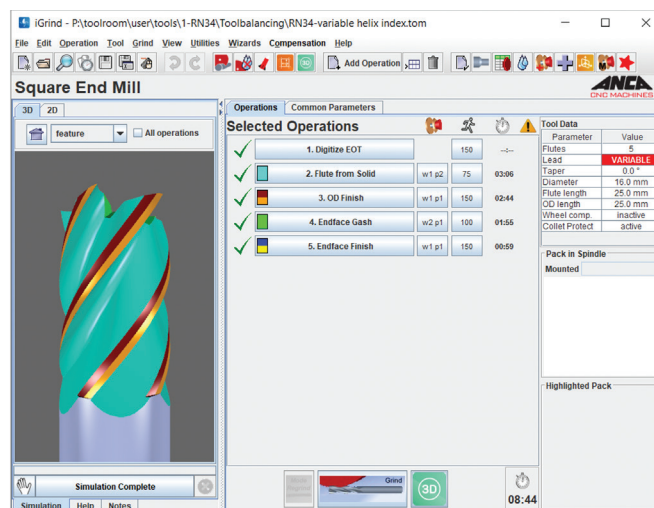 iGrind - P:\toolroom\user\tools\1-RN34\Toolbalancing\RN34-variable helix index.tom
File Edit Operation Tool Grind View Utilities Wizards Compensation Help
Add Operation
Square End Mill
ANCA
CNC MACHINES
3D 2D
feature All operations
Operations Common Parameters
Selected Operations
1. Digitize EOT 150 --:--
2. Flute from Solid w1 p2 75 03:06
3. OD Finish w1 p1 150 02:44
4. Endface Gash w2 p1 100 01:55
5. Endface Finish w1 p1 150 00:59
Tool Data
Parameter Value
Flutes 5
Lead VARIABLE
Taper 0.0 °
Diameter 16.0 mm
Flute length 25.0 mm
OD length 25.0 mm
Wheel comp. inactive
Collet Protect active
Pack in Spindle
Mounted
Highlighted Pack
Simulation Complete
Grind
3D
08:44
Simulation Help Notes